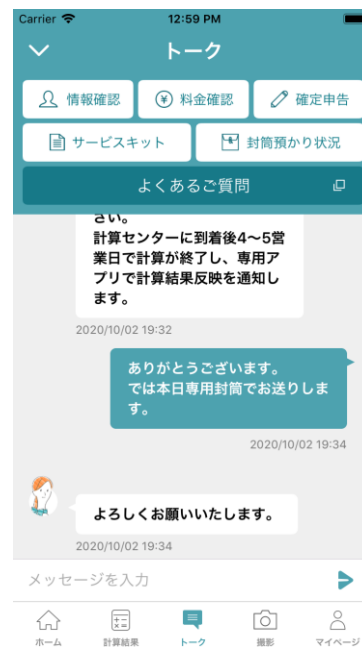 Carrier 12:59 PM
トーク
情報確認 料金確認 確定申告
サービスキット 封筒預かり状況
よくあるご質問
さい。
計算センターに到着後4〜5営
業日で計算が終了し、専用ア
プリで計算結果反映を通知し
ます。
2020/10/02 19:32
ありがとうございます。
では本日専用封筒でお送りしま
す。
2020/10/02 19:34
よろしくお願いいたします。
2020/10/02 19:34
メッセージを入力
ホーム 計算結果 トーク 撮影 マイページ